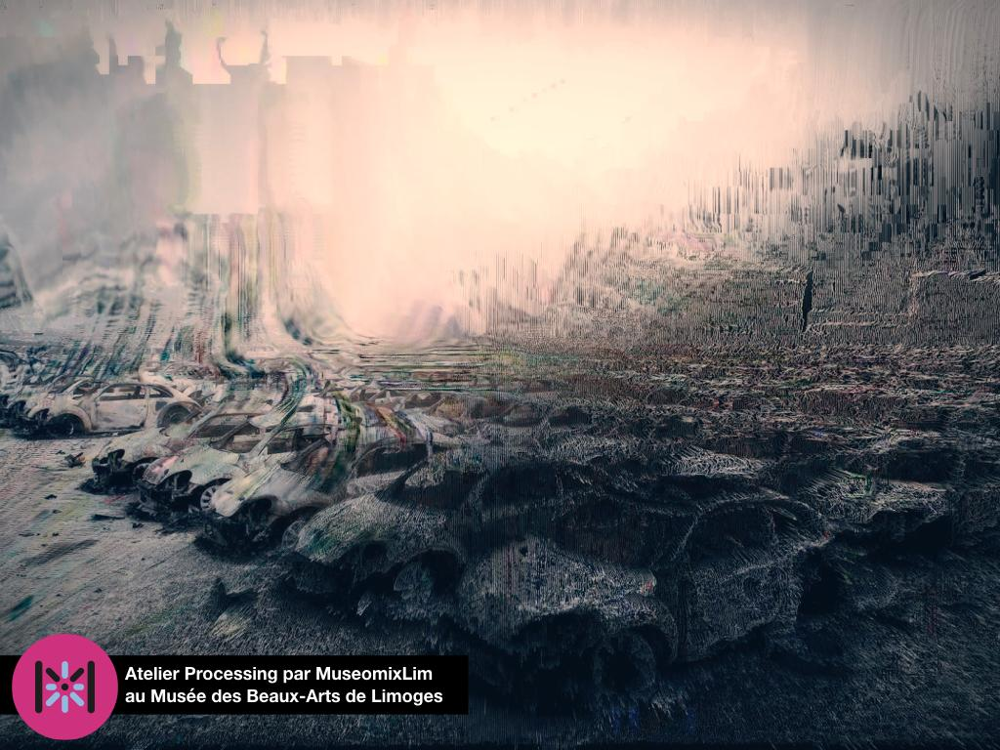 Atelier Processing par MuseomixLim
au Musée des Beaux-Arts de Limoges